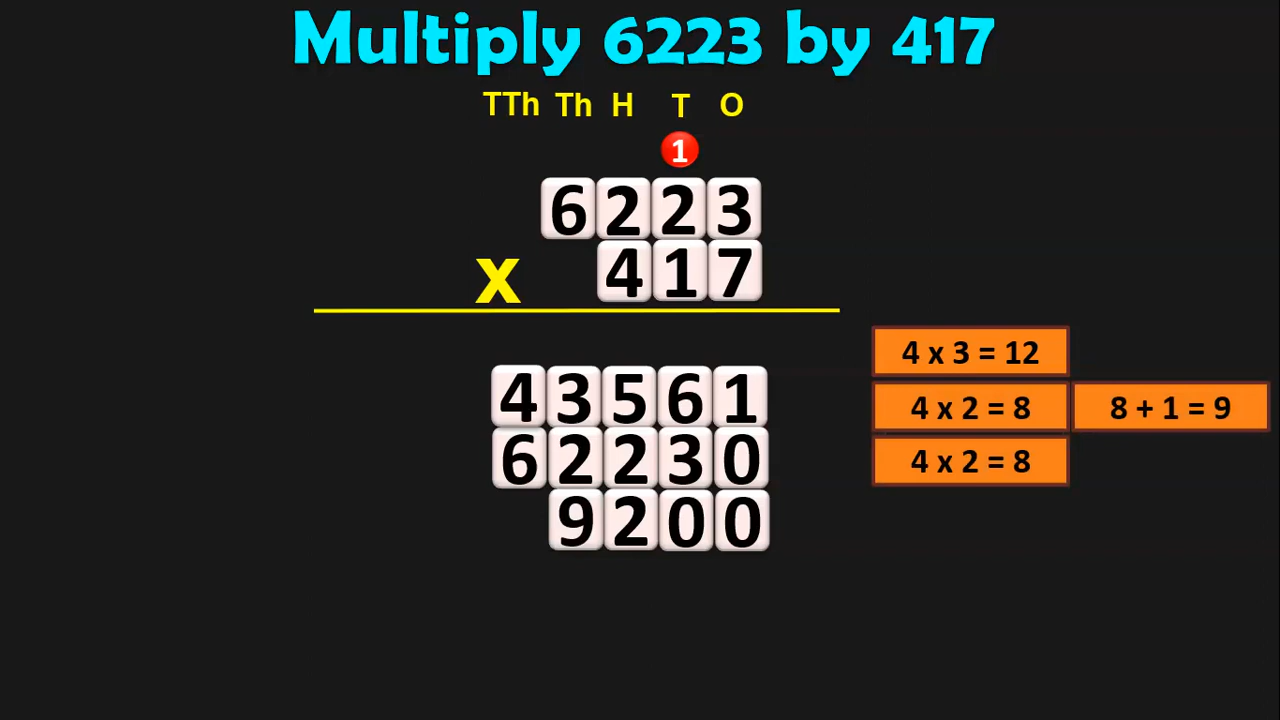 Multiply 6223 by 417
TTh Th H T O
1
6223
x 417
4 x 3 = 12
43561
4 x 2 = 8 8 + 1 = 9
62230
4 x 2 = 8
9200